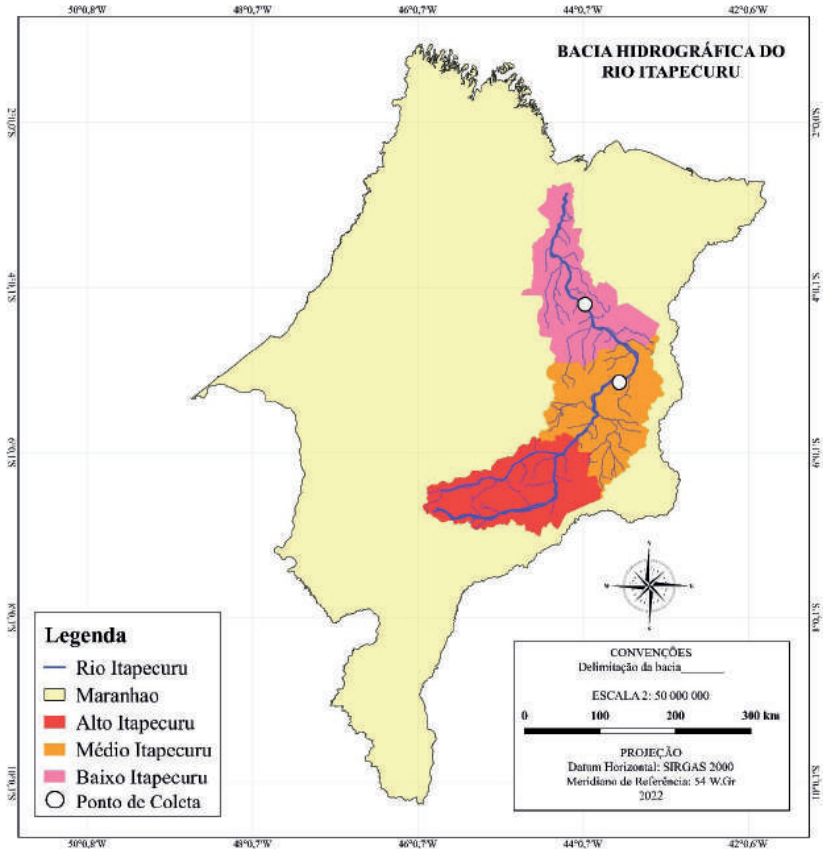 50°0,8'W 48°0,7'W 46°0,7'W 44°0,7'W 42°0,6'W
BACIA HIDROGRÁFICA DO
RIO ITAPECURU
2°0,0'S
4°0,1'S 4°0,1'S
6°0,1'S 6°0,1'S
Legenda
Rio Itapecuru
Maranhao
Alto Itapecuru
Médio Itapecuru
Baixo Itapecuru
Ponto de Coleta
N
W E
S
CONVENÇÕES
Delimitação da bacia______
ESCALA 2: 50 000 000
0 100 200 300 km
PROJEÇÃO
Datum Horizontal: SIRGAS 2000
Meridiano de Referência: 54 W.Gr
2022
50°0,8'W 48°0,7'W 46°0,7'W 44°0,7'W 42°0,6'W